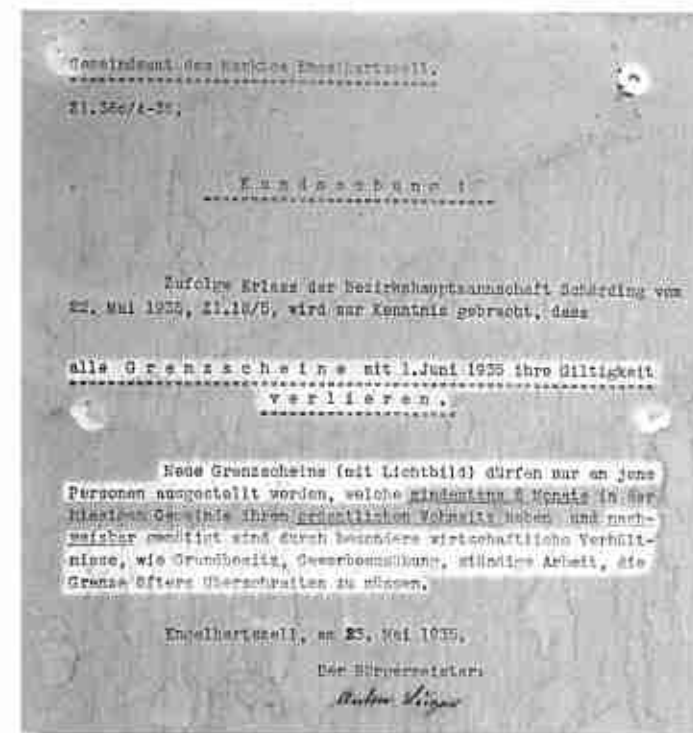 Gemeindeamt des Marktes Engelhartszell.
Kundmachung !
Zufolge Erlass der Bezirkshauptmannschaft Schärding vom
22. Mai 1935, Zl.18/5, wird zur Kenntnis gebracht, dass
alle Grenzscheine mit 1.Juni 1935 ihre Giltigkeit
verlieren.
Neue Grenzscheine (mit Lichtbild) dürfen nur an jene
Personen ausgestellt werden, welche mindestens 6 Monate in der
hiesigen Gemeinde ihren ordentlichen Wohnsitz haben und nach-
weisbar genötigt sind durch besondere wirtschaftliche Verhält-
nisse, wie Grundbesitz, Gewerbeausübung, ständige Arbeit, die
Grenze öfters überschreiten zu müssen.
Engelhartszell, am 23. Mai 1935.
Der Bürgermeister:
Anton